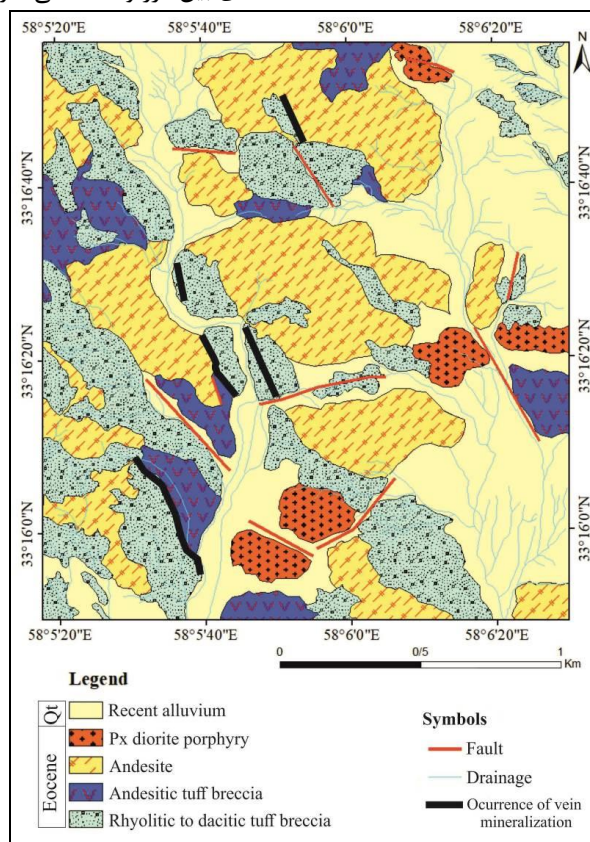 58°5'20"E 58°5'40"E 58°6'0"E 58°6'20"E
N
33°16'40"N 33°16'40"N
33°16'20"N 33°16'20"N
33°16'0"N 33°16'0"N
58°5'20"E 58°5'40"E 58°6'0"E 58°6'20"E
0 0/5 1
Km
Legend
Qt
Recent alluvium
Eocene
Px diorite porphyry
Andesite
Andesitic tuff breccia
Rhyolitic to dacitic tuff breccia
Symbols
Fault
Drainage
Ocurrence of vein
mineralization